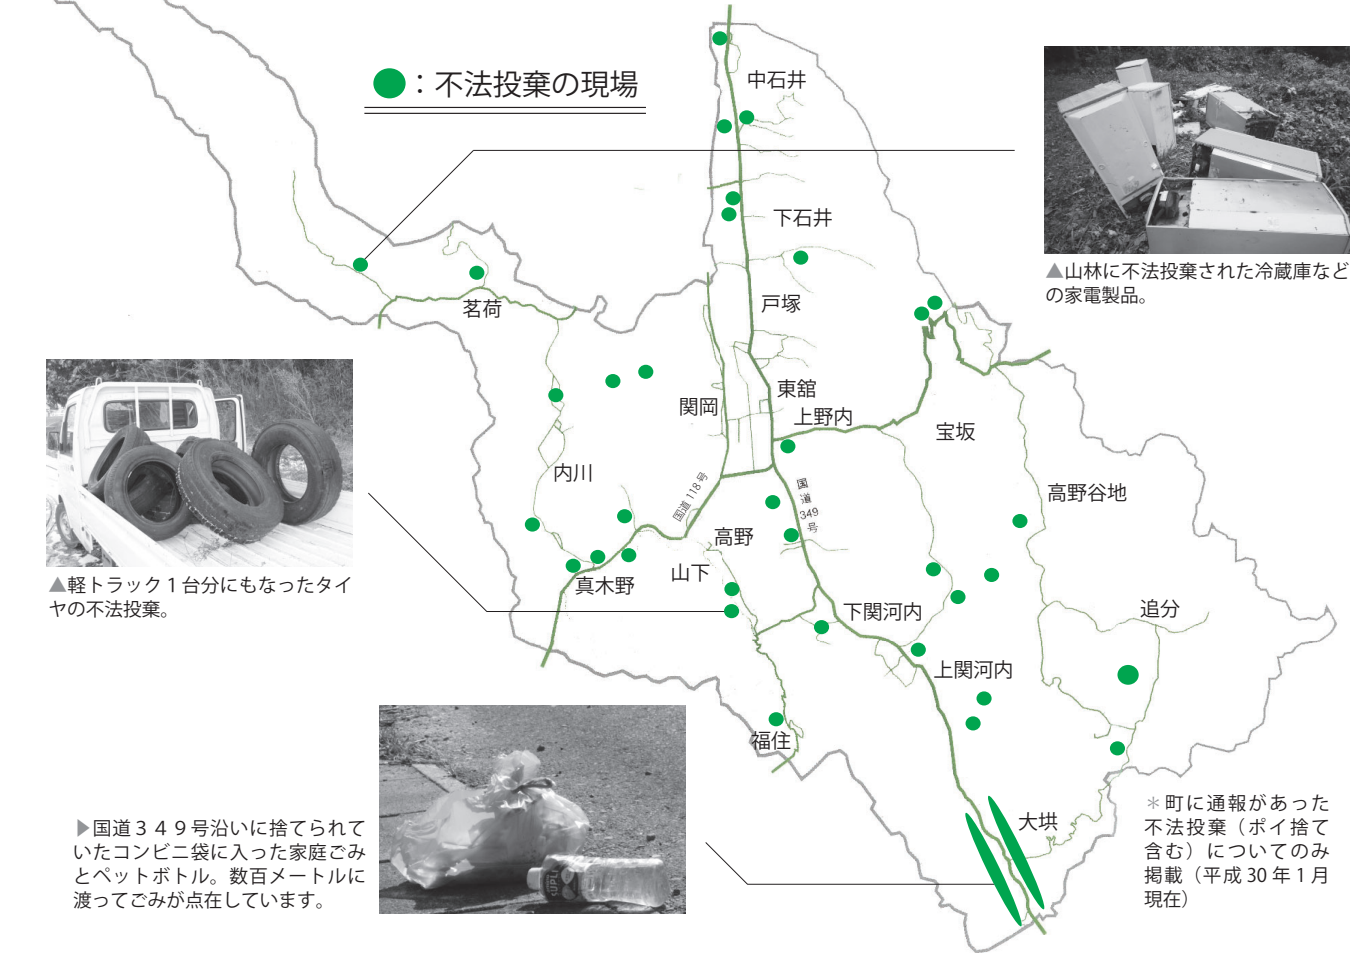 ：不法投棄の現場
中石井
下石井
戸塚
茗荷
東舘
関岡
上野内
宝坂
内川
高野谷地
国道118号
国道349号
高野
山下
真木野
下関河内
追分
上関河内
福住
大垬
▲山林に不法投棄された冷蔵庫など
の家電製品。
▲軽トラック１台分にもなったタイ
ヤの不法投棄。
▶国道３４９号沿いに捨てられて
いたコンビニ袋に入った家庭ごみ
とペットボトル。数百メートルに
渡ってごみが点在しています。
＊町に通報があった
不法投棄（ポイ捨て
含む）についてのみ
掲載（平成 30 年 1 月
現在）